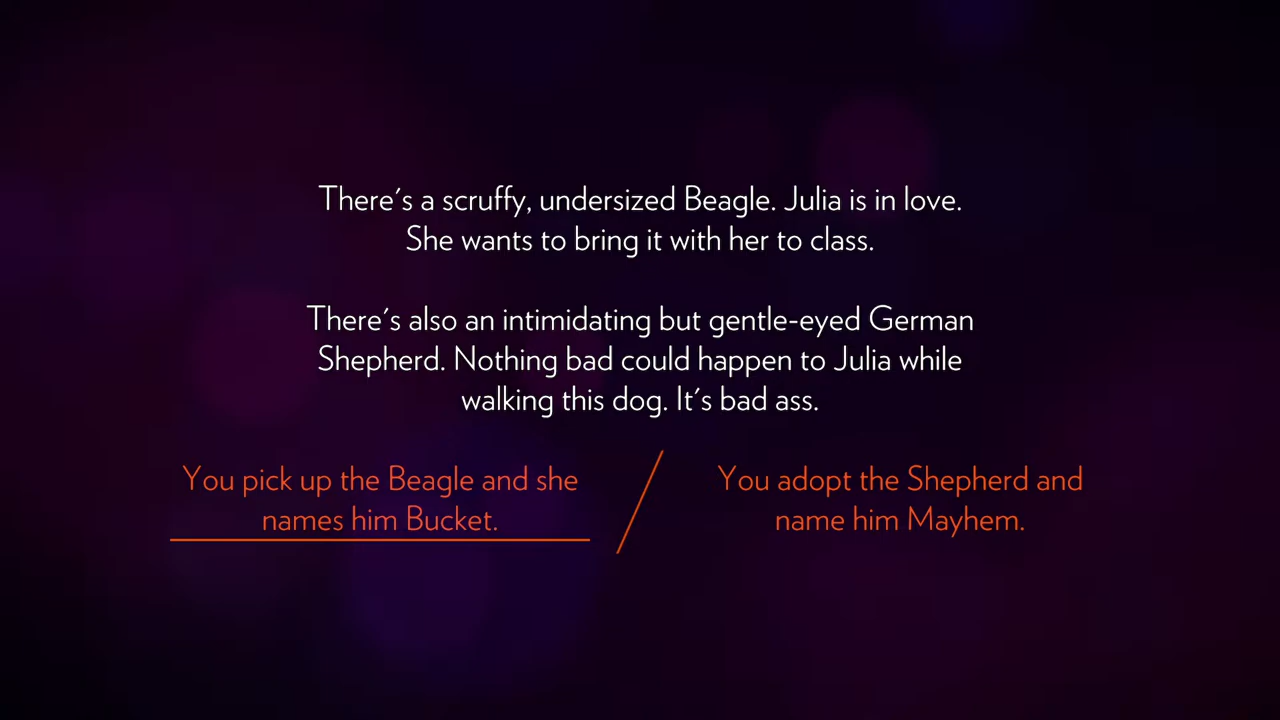 There's a scruffy, undersized Beagle. Julia is in love.
She wants to bring it with her to class.
There's also an intimidating but gentle-eyed German
Shepherd. Nothing bad could happen to Julia while
walking this dog. It's bad ass.
You pick up the Beagle and she
names him Bucket.
You adopt the Shepherd and
name him Mayhem.